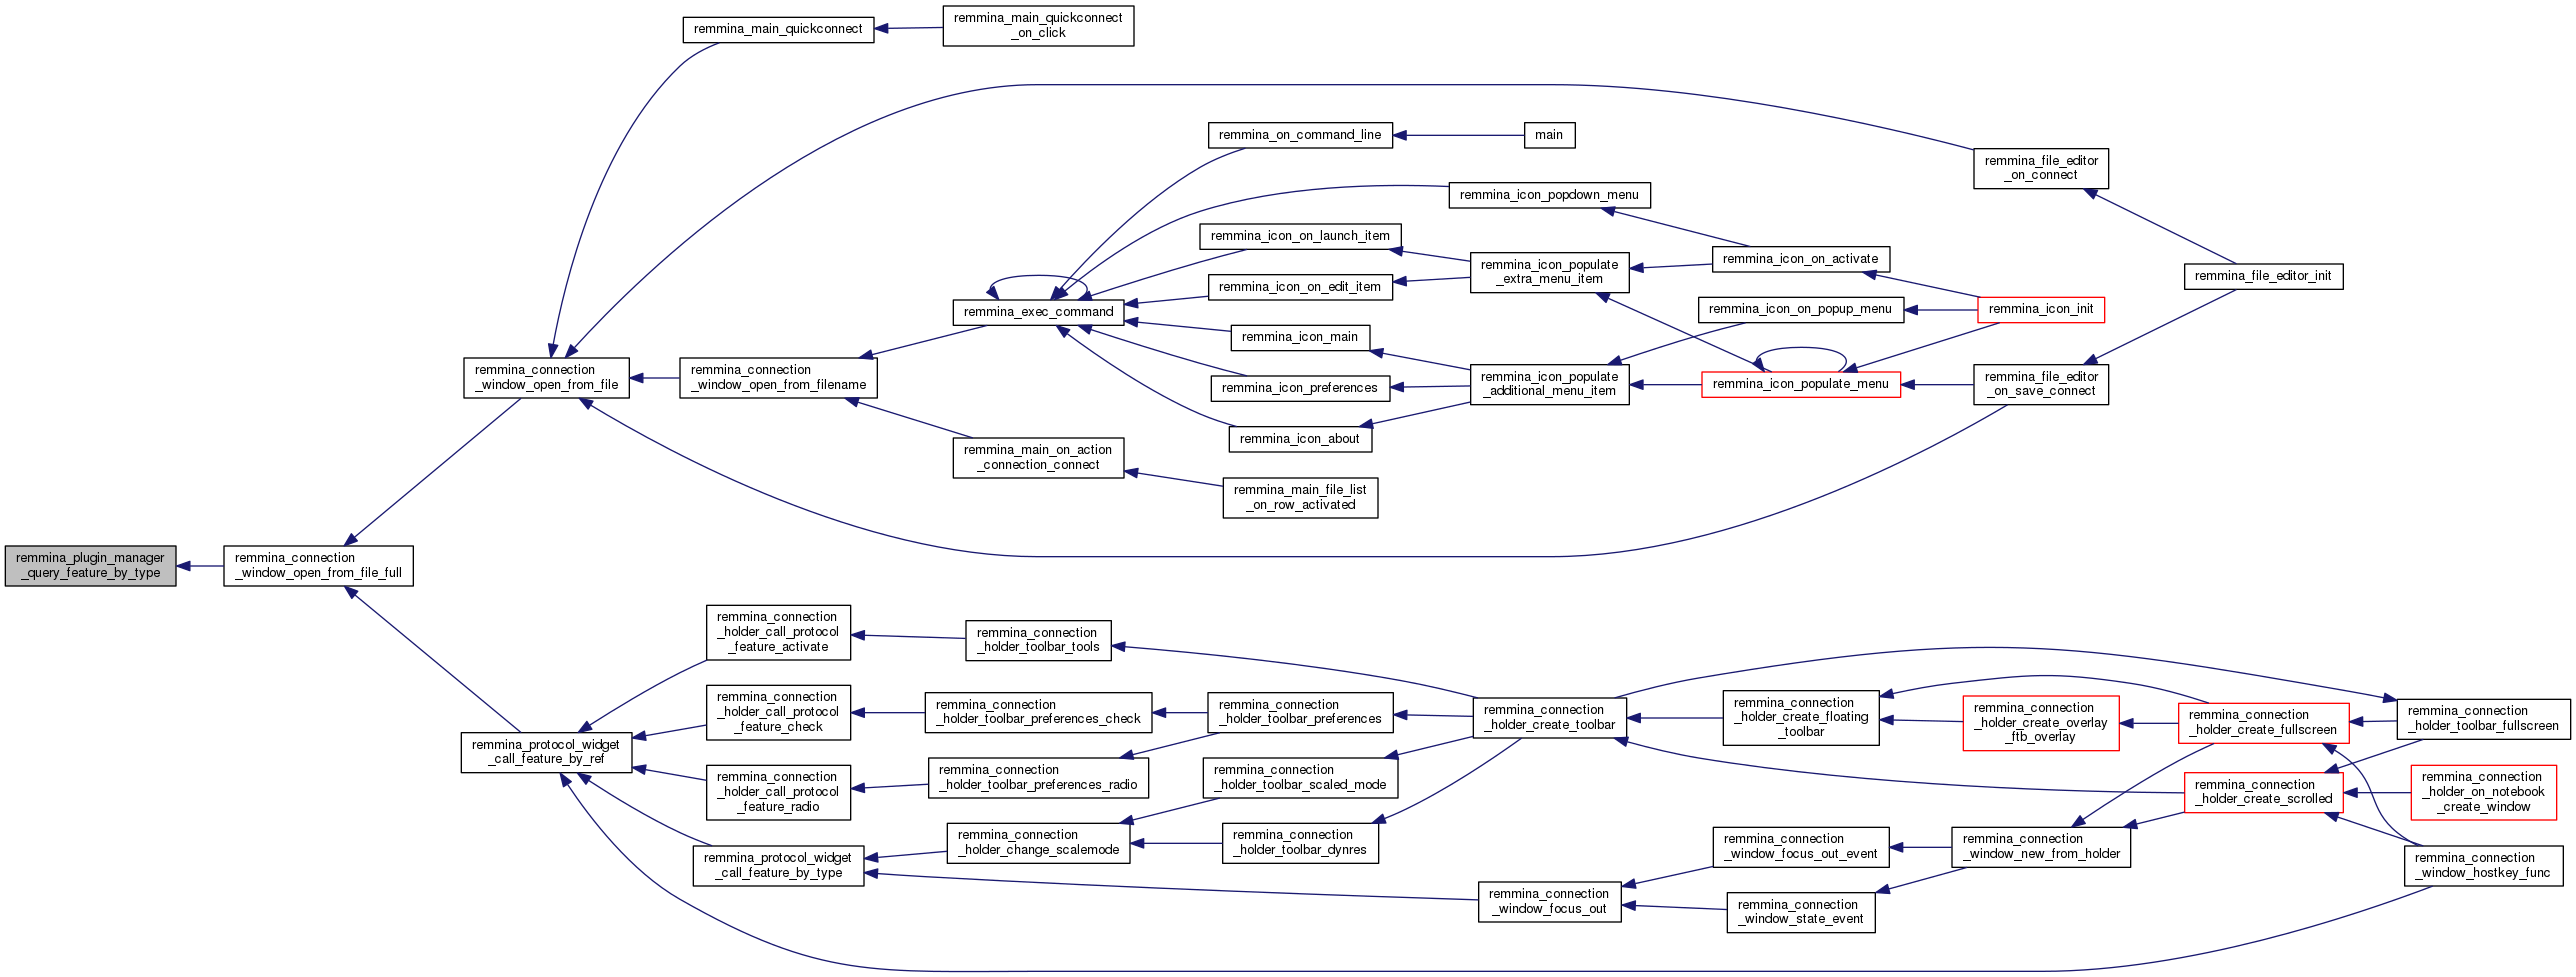 remmina_main_quickconnect
remmina_main_quickconnect
_on_click
remmina_on_command_line
main
remmina_file_editor
_on_connect
remmina_icon_popdown_menu
remmina_icon_on_launch_item
remmina_icon_populate
_extra_menu_item
remmina_icon_on_activate
remmina_file_editor_init
remmina_icon_on_edit_item
remmina_exec_command
remmina_icon_on_popup_menu
remmina_icon_init
remmina_icon_main
remmina_connection
_window_open_from_file
remmina_connection
_window_open_from_filename
remmina_icon_preferences
remmina_icon_populate
_additional_menu_item
remmina_icon_populate_menu
remmina_file_editor
_on_save_connect
remmina_icon_about
remmina_main_on_action
_connection_connect
remmina_main_file_list
_on_row_activated
remmina_plugin_manager
_query_feature_by_type
remmina_connection
_window_open_from_file_full
remmina_connection
_holder_call_protocol
_feature_activate
remmina_connection
_holder_toolbar_tools
remmina_connection
_holder_call_protocol
_feature_check
remmina_connection
_holder_toolbar_preferences_check
remmina_connection
_holder_toolbar_preferences
remmina_connection
_holder_create_toolbar
remmina_connection
_holder_create_floating
_toolbar
remmina_connection
_holder_create_overlay
_ftb_overlay
remmina_connection
_holder_create_fullscreen
remmina_connection
_holder_toolbar_fullscreen
remmina_protocol_widget
_call_feature_by_ref
remmina_connection
_holder_call_protocol
_feature_radio
remmina_connection
_holder_toolbar_preferences_radio
remmina_connection
_holder_toolbar_scaled_mode
remmina_connection
_holder_create_scrolled
remmina_connection
_holder_on_notebook
_create_window
remmina_connection
_holder_change_scalemode
remmina_connection
_holder_toolbar_dynres
remmina_connection
_window_focus_out_event
remmina_connection
_window_new_from_holder
remmina_protocol_widget
_call_feature_by_type
remmina_connection
_window_hostkey_func
remmina_connection
_window_focus_out
remmina_connection
_window_state_event